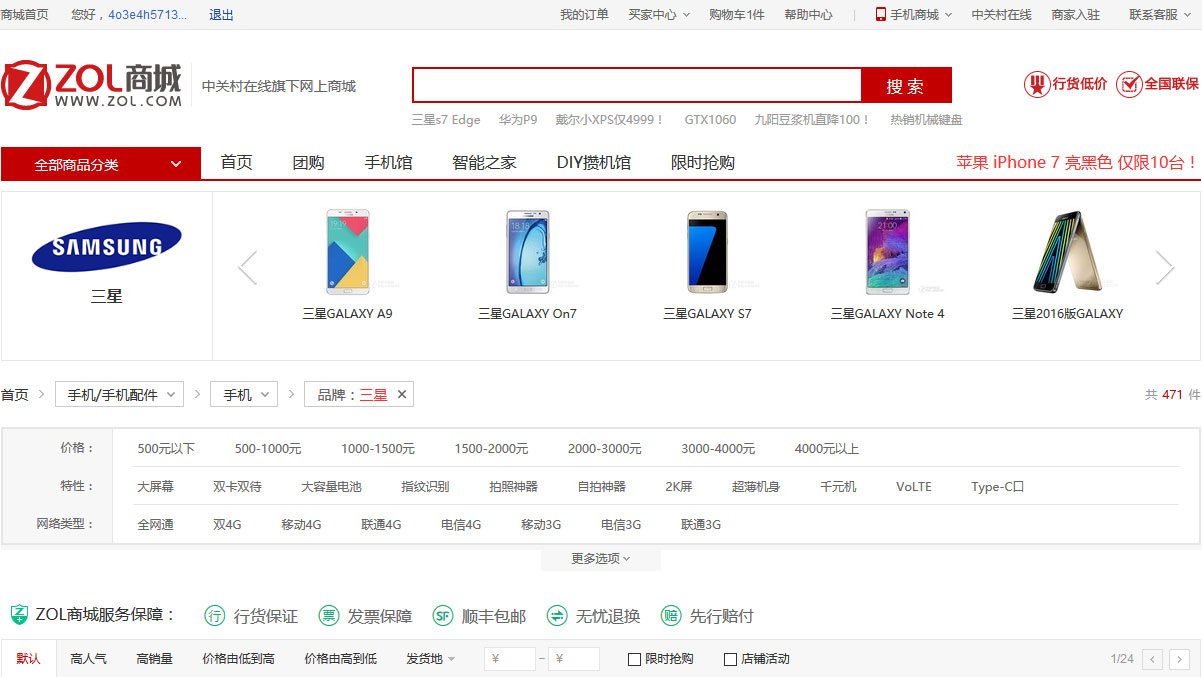 商城首页 您好，4o3e4h5713... 退出 我的订单 买家中心 购物车1件 帮助中心 手机商城 中关村在线 商家入驻 联系客服
ZOL商城 WWW.ZOL.COM 中关村在线旗下网上商城 搜 索 行货低价 全国联保
三星s7 Edge 华为P9 戴尔小XPS仅4999！ GTX1060 九阳豆浆机直降100！ 热销机械键盘
全部商品分类 首页 团购 手机馆 智能之家 DIY攒机馆 限时抢购 苹果 iPhone 7 亮黑色 仅限10台！
SAMSUNG
三星
三星GALAXY A9 三星GALAXY On7 三星GALAXY S7 三星GALAXY Note 4 三星2016版GALAXY
首页 > 手机/手机配件 > 手机 > 品牌：三星 ✕ 共 471 件
价格： 500元以下 500-1000元 1000-1500元 1500-2000元 2000-3000元 3000-4000元 4000元以上
特性： 大屏幕 双卡双待 大容量电池 指纹识别 拍照神器 自拍神器 2K屏 超薄机身 千元机 VoLTE Type-C口
网络类型： 全网通 双4G 移动4G 联通4G 电信4G 移动3G 电信3G 联通3G
更多选项
Z ZOL商城服务保障： 行 行货保证 票 发票保障 SF 顺丰包邮 无忧退换 赔 先行赔付
默认 高人气 高销量 价格由低到高 价格由高到低 发货地 ¥ - ¥ 限时抢购 店铺活动 1/24 < >